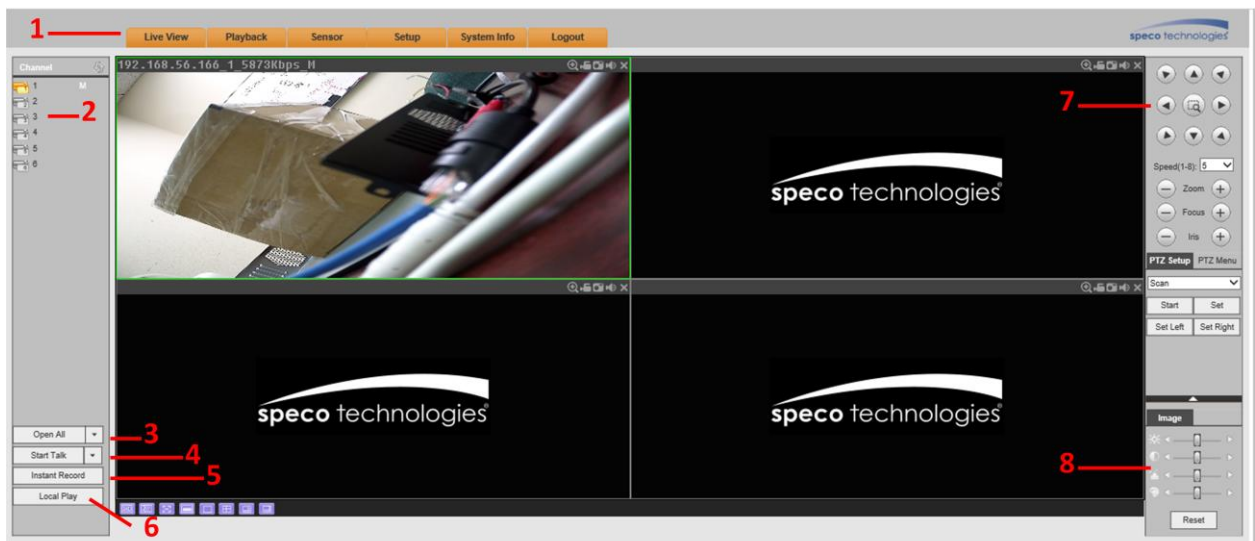 1
Live View Playback Sensor Setup System Info Logout
speco technologies
Channel
1 M
2
3
4
5
6
2
192.168.56.166_1_5873Kbps_M
speco technologies®
speco technologies®
speco technologies®
7
Speed(1-8): 5
Zoom
Focus
Iris
PTZ Setup PTZ Menu
Scan
Start Set
Set Left Set Right
Image
8
Reset
Open All
3
Start Talk
4
Instant Record
5
Local Play
6